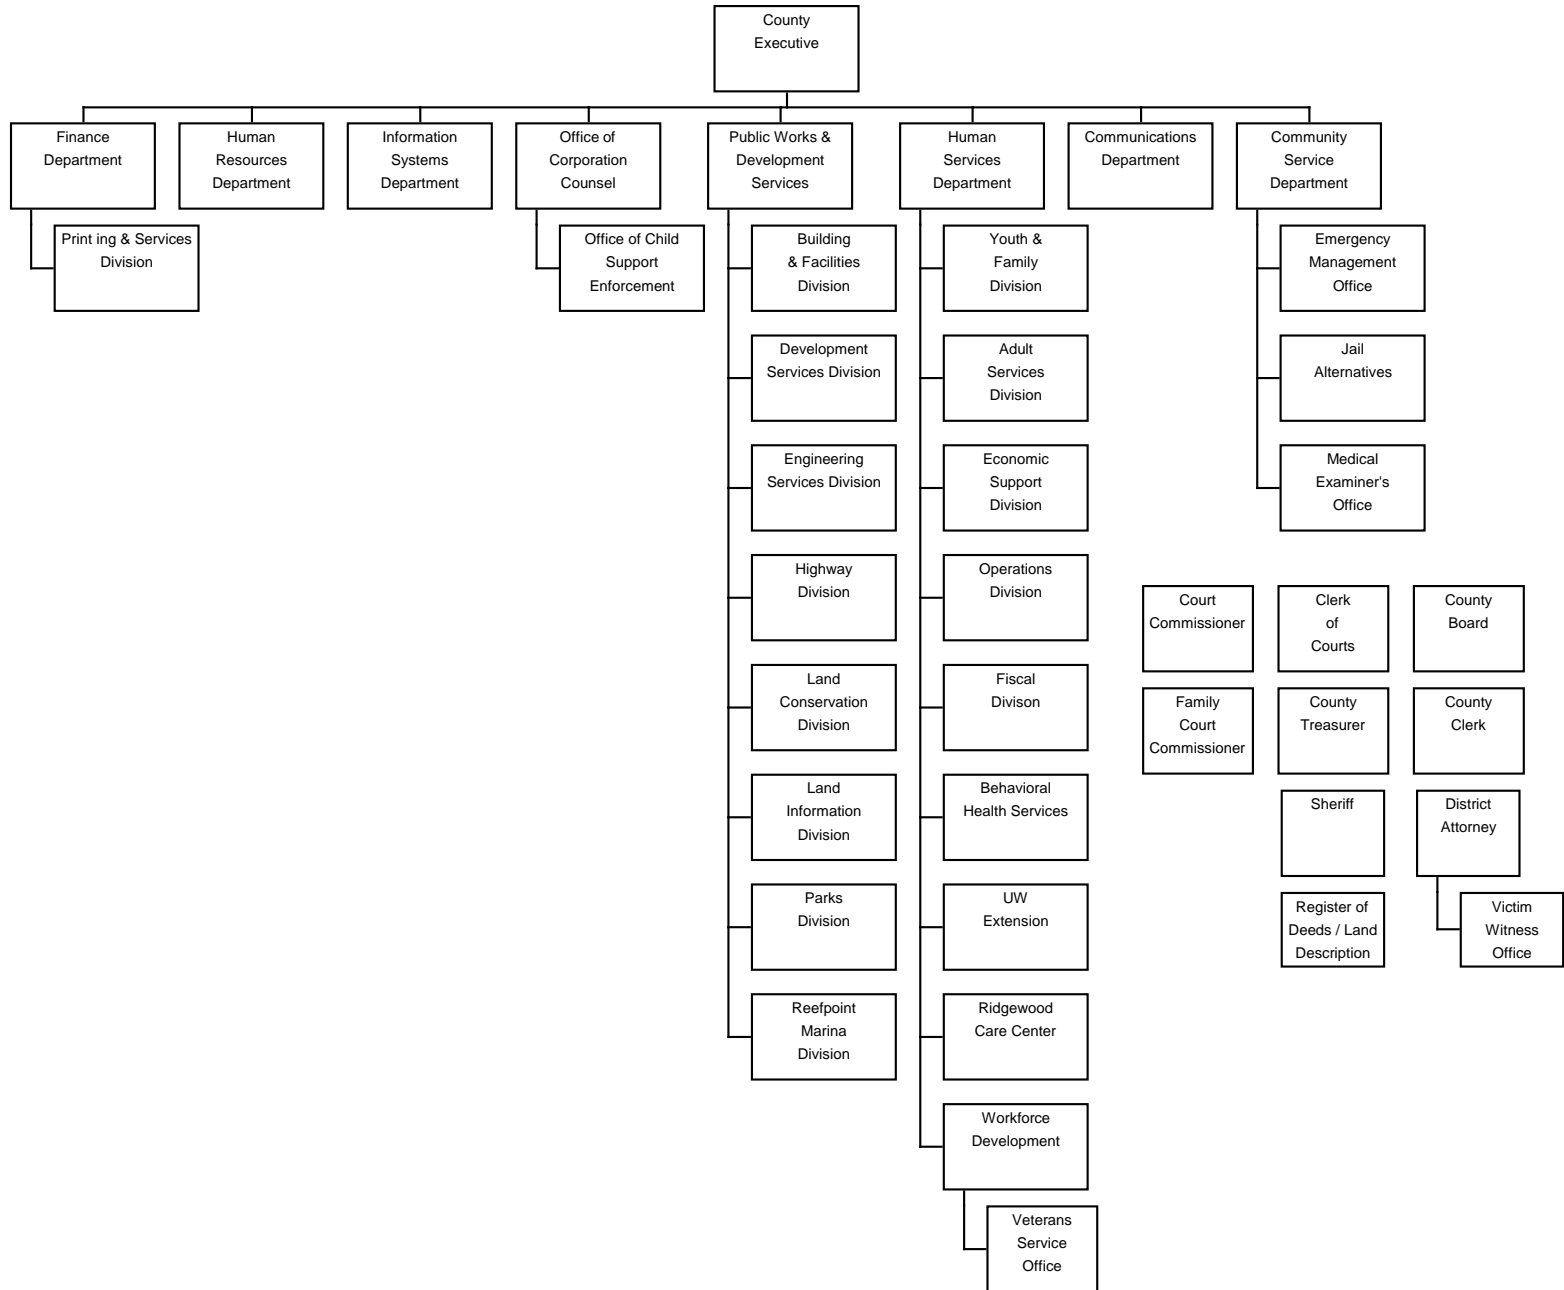 County
Executive
Finance
Department
Human
Resources
Department
Information
Systems
Department
Office of
Corporation
Counsel
Public Works &
Development
Services
Human
Services
Department
Communications
Department
Community
Service
Department
Print ing & Services
Division
Office of Child
Support
Enforcement
Building
& Facilities
Division
Development
Services Division
Engineering
Services Division
Highway
Division
Land
Conservation
Division
Land
Information
Division
Parks
Division
Reefpoint
Marina
Division
Youth &
Family
Division
Adult
Services
Division
Economic
Support
Division
Operations
Division
Fiscal
Divison
Behavioral
Health Services
UW
Extension
Ridgewood
Care Center
Workforce
Development
Veterans
Service
Office
Emergency
Management
Office
Jail
Alternatives
Medical
Examiner's
Office
Court
Commissioner
Clerk
of
Courts
County
Board
Family
Court
Commissioner
County
Treasurer
County
Clerk
Sheriff
District
Attorney
Register of
Deeds / Land
Description
Victim
Witness
Office